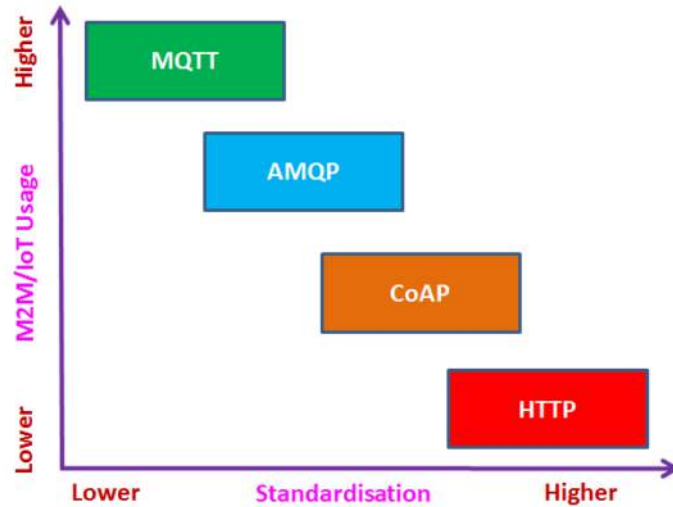 Higher
MQTT
AMQP
M2M/IoT Usage
CoAP
HTTP
Lower
Lower
Standardisation
Higher